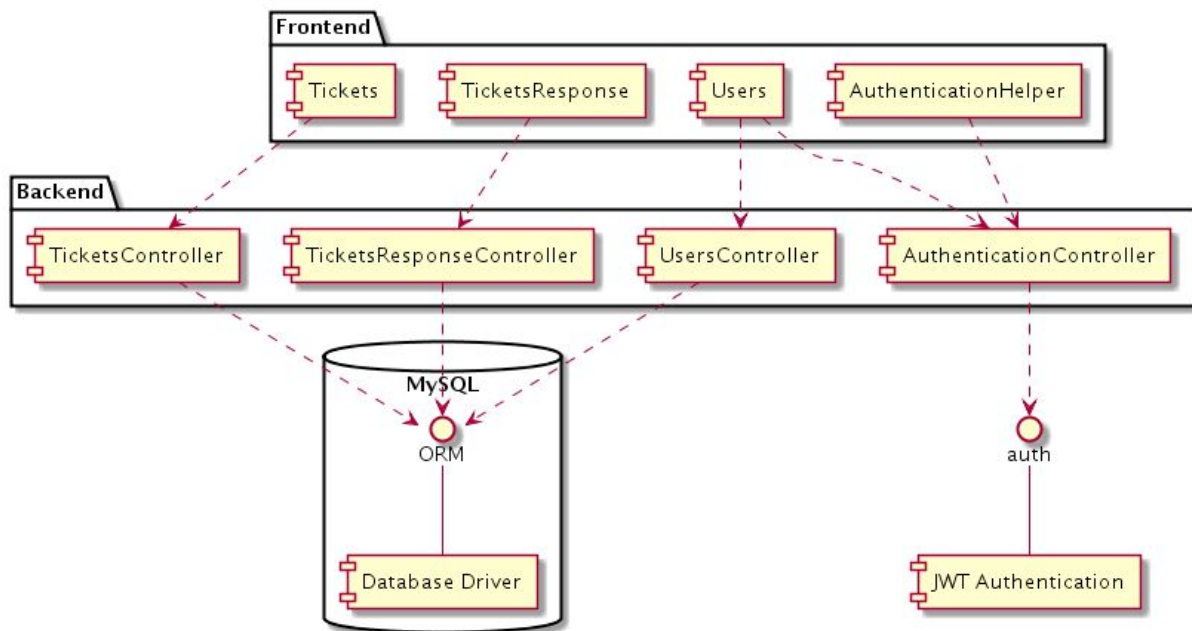 Frontend
Tickets
TicketsResponse
Users
AuthenticationHelper
Backend
TicketsController
TicketsResponseController
UsersController
AuthenticationController
MySQL
ORM
auth
Database Driver
JWT Authentication